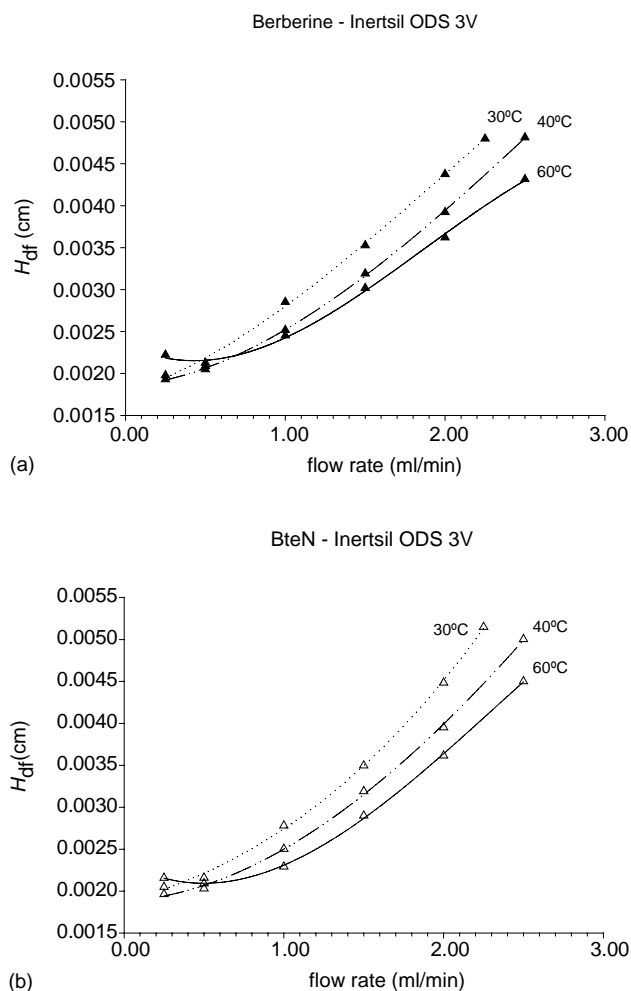 Berberine - Inertsil ODS 3V
0.0055
0.0050
0.0045
0.0040
0.0035
0.0030
0.0025
0.0020
0.0015
Hdf (cm)
30ºC
40ºC
60ºC
0.00 1.00 2.00 3.00
flow rate (ml/min)
(a)
BteN - Inertsil ODS 3V
0.0055
0.0050
0.0045
0.0040
0.0035
0.0030
0.0025
0.0020
0.0015
Hdf(cm)
30ºC
40ºC
60ºC
0.00 1.00 2.00 3.00
flow rate (ml/min)
(b)